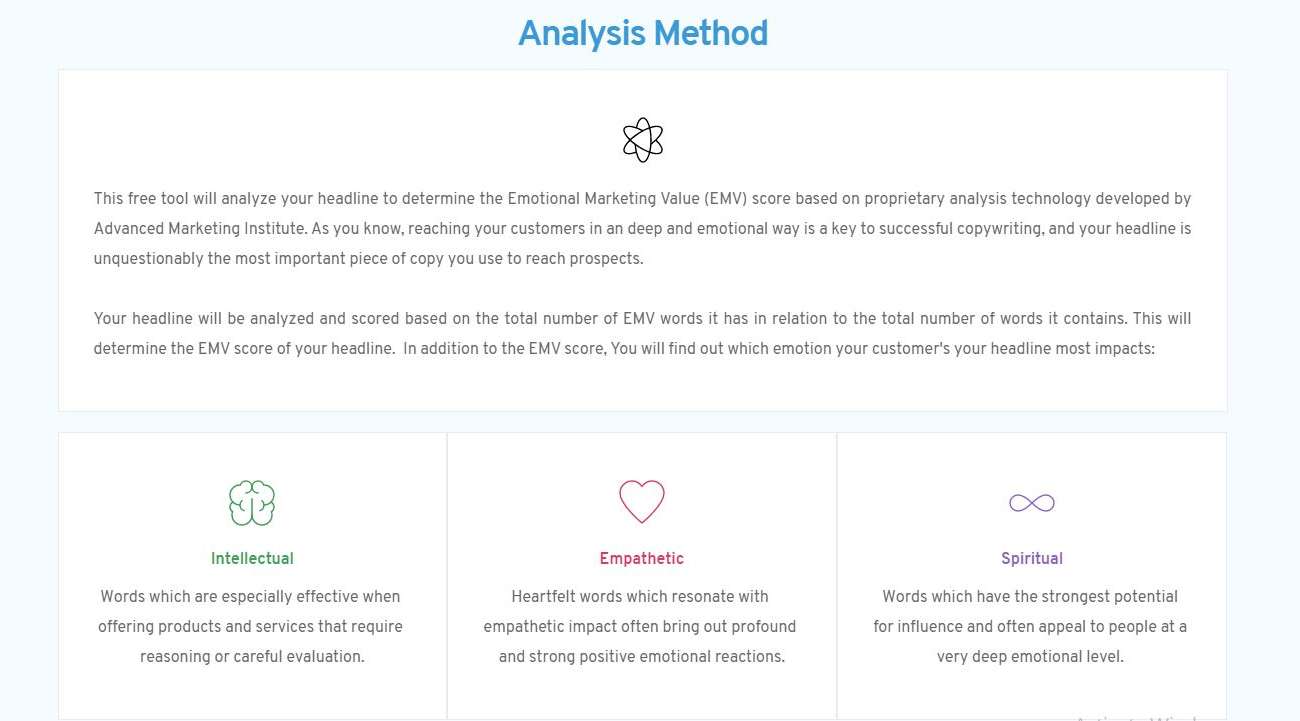 Analysis Method
This free tool will analyze your headline to determine the Emotional Marketing Value (EMV) score based on proprietary analysis technology developed by
Advanced Marketing Institute. As you know, reaching your customers in an deep and emotional way is a key to successful copywriting, and your headline is
unquestionably the most important piece of copy you use to reach prospects.
Your headline will be analyzed and scored based on the total number of EMV words it has in relation to the total number of words it contains. This will
determine the EMV score of your headline.  In addition to the EMV score, You will find out which emotion your customer's your headline most impacts:
Intellectual
Words which are especially effective when
offering products and services that require
reasoning or careful evaluation.
Empathetic
Heartfelt words which resonate with
empathetic impact often bring out profound
and strong positive emotional reactions.
Spiritual
Words which have the strongest potential
for influence and often appeal to people at a
very deep emotional level.